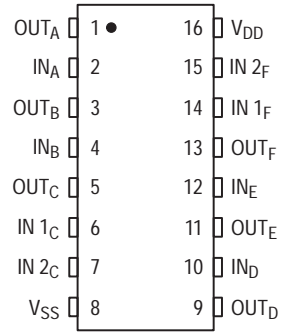 OUTA 1 16 VDD
INA 2 15 IN 2F
OUTB 3 14 IN 1F
INB 4 13 OUTF
OUTC 5 12 INE
IN 1C 6 11 OUTE
IN 2C 7 10 IND
VSS 8 9 OUTD